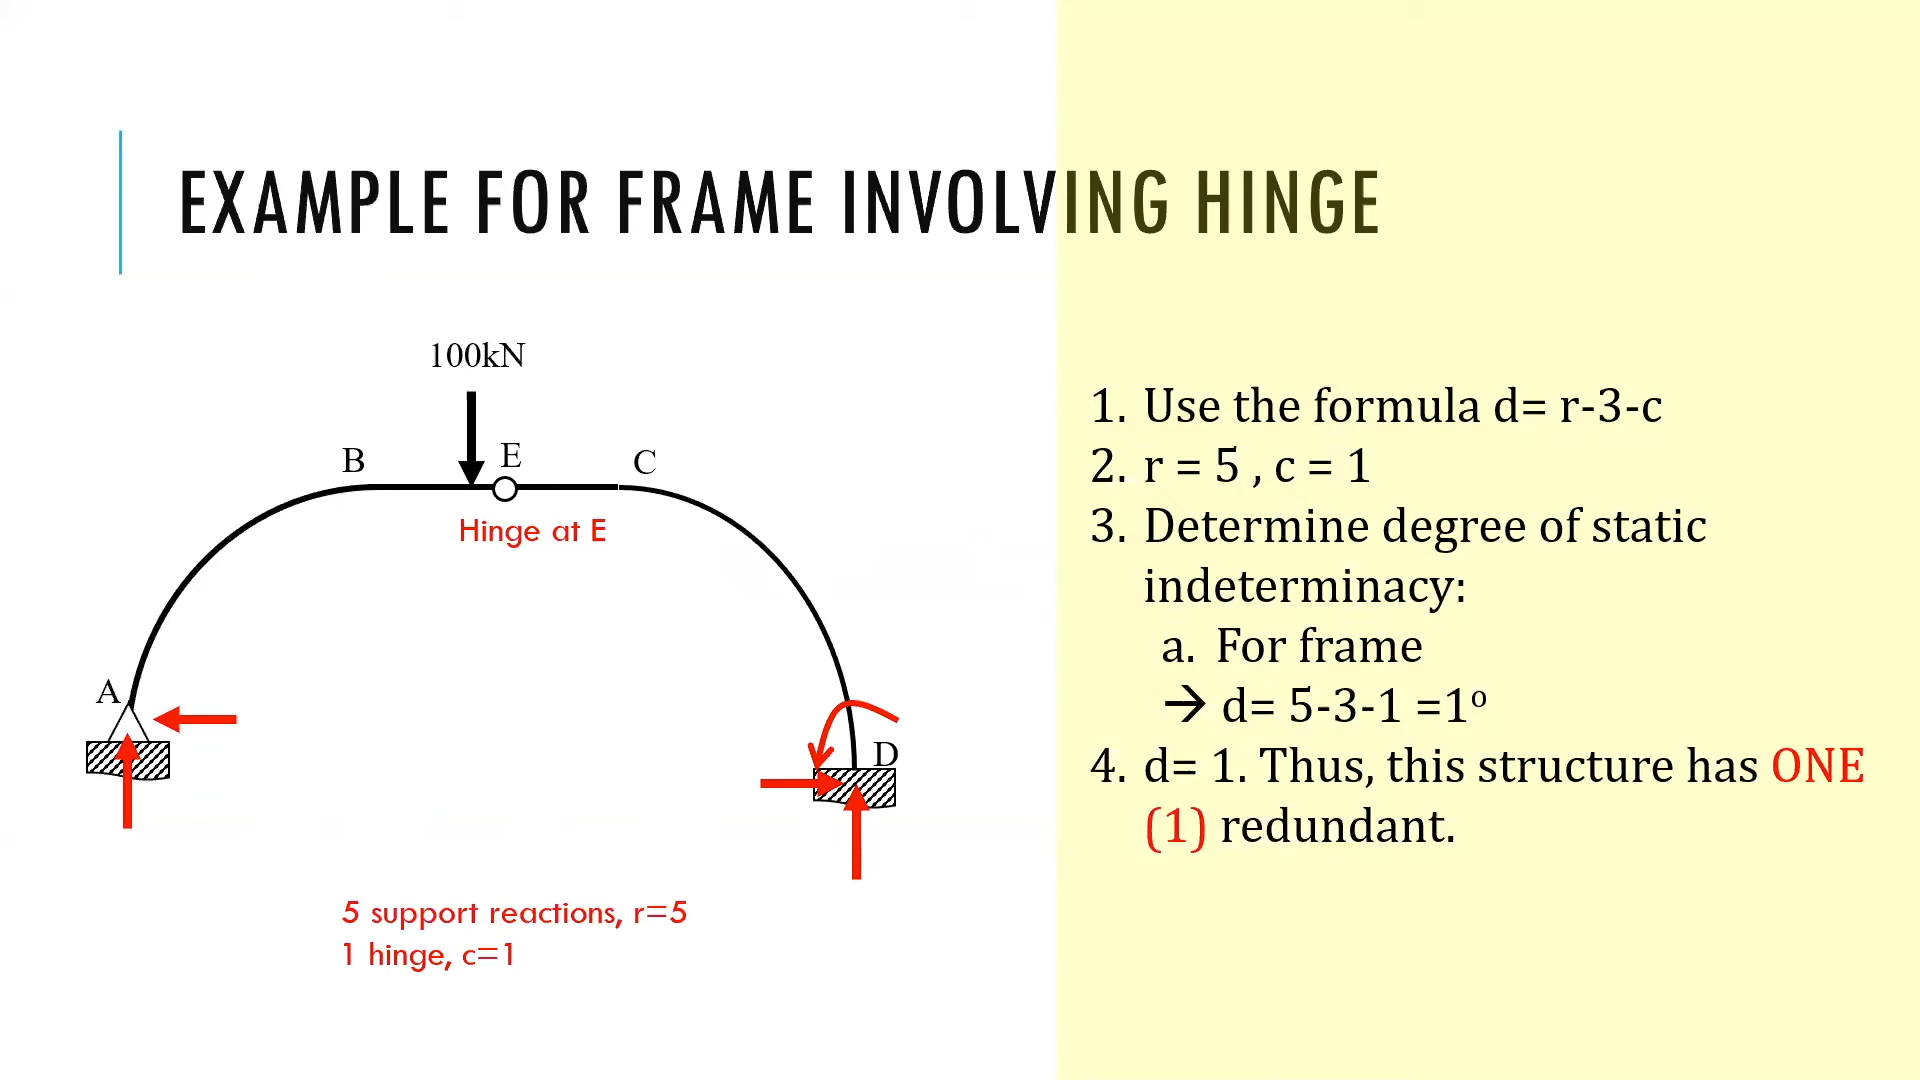 EXAMPLE FOR FRAME INVOLVING HINGE
100kN
B
E
C
Hinge at E
A
D
5 support reactions, r=5
1 hinge, c=1
1. Use the formula d= r-3-c
2. r = 5 , c = 1
3. Determine degree of static
indeterminacy:
a. For frame
→ d= 5-3-1 =1º
4. d= 1. Thus, this structure has ONE
(1) redundant.